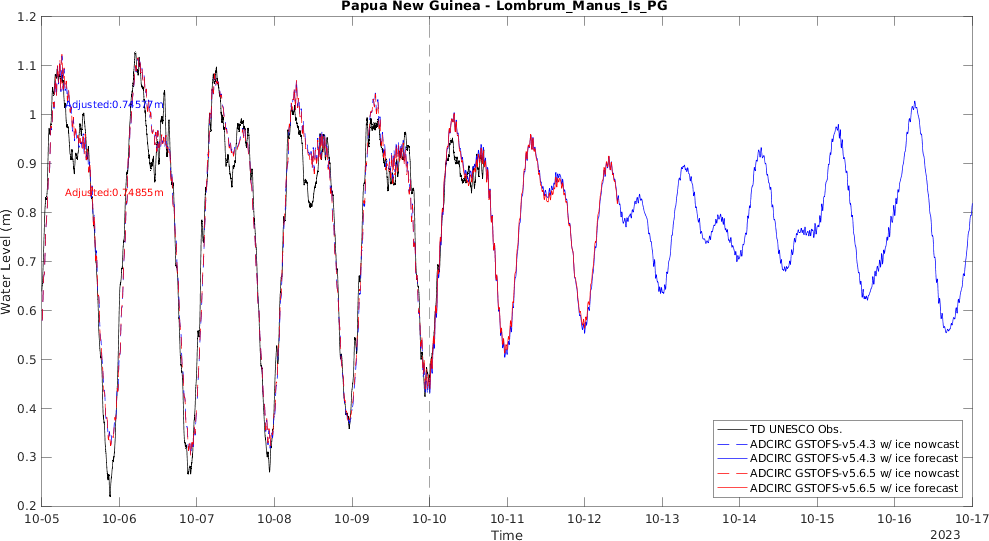 Papua New Guinea - Lombrum_Manus_Is_PG
1.2
1.1
1
0.9
0.8
0.7
0.6
0.5
0.4
0.3
0.2
Water Level (m)
Adjusted:0.74577m
Adjusted:0.74855m
TD UNESCO Obs.
ADCIRC GSTOFS-v5.4.3 w/ ice nowcast
ADCIRC GSTOFS-v5.4.3 w/ ice forecast
ADCIRC GSTOFS-v5.6.5 w/ ice nowcast
ADCIRC GSTOFS-v5.6.5 w/ ice forecast
10-05 10-06 10-07 10-08 10-09 10-10 10-11 10-12 10-13 10-14 10-15 10-16 10-17
Time
2023